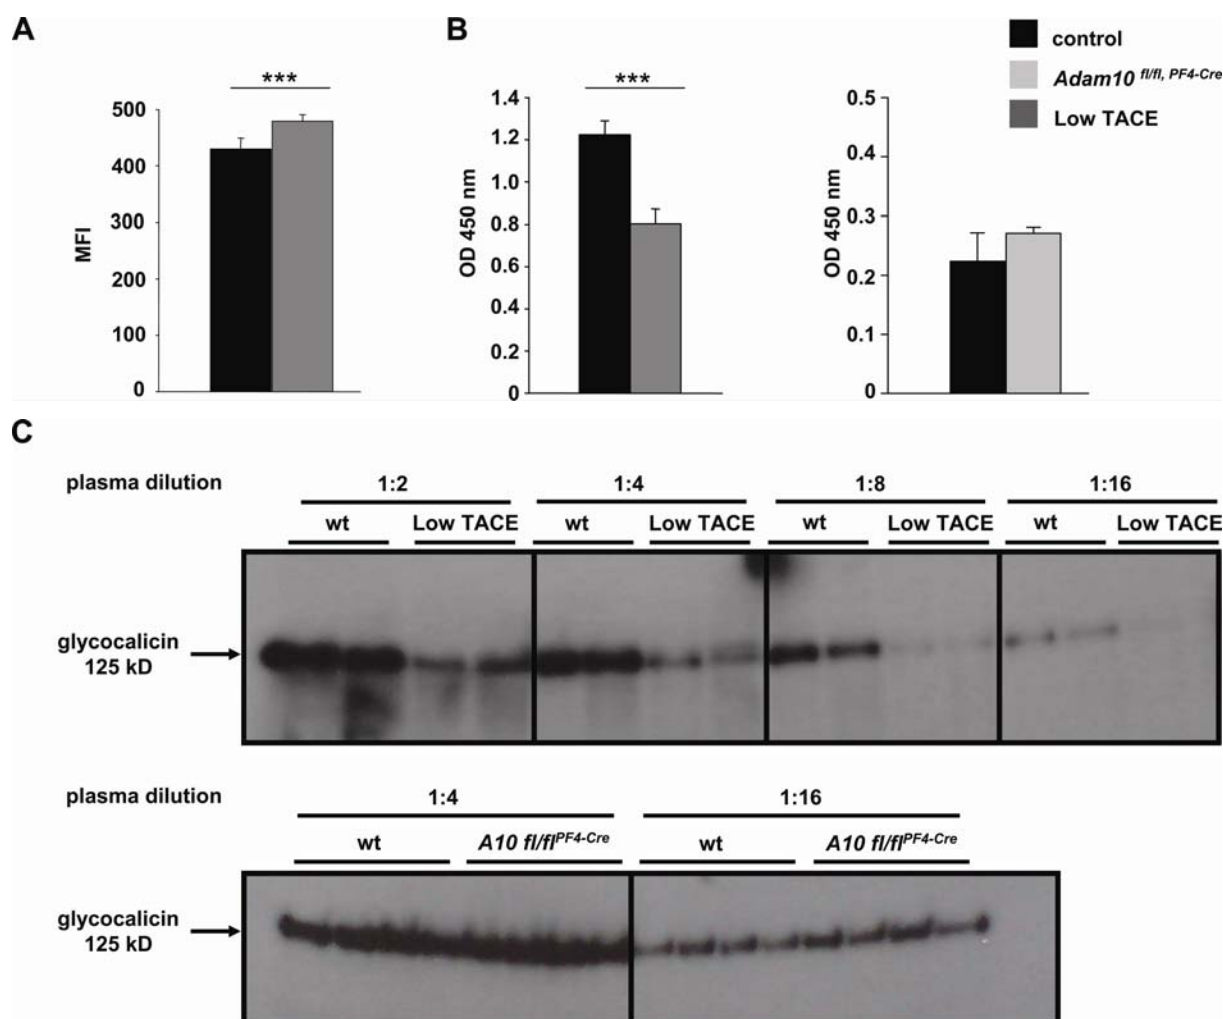 A
B
control
Adam10 fl/fl, PF4-Cre
Low TACE
***
500
400
300
200
100
0
MFI
***
1.4
1.2
1.0
0.8
0.6
0.4
0.2
0
OD 450 nm
0.5
0.4
0.3
0.2
0.1
0
OD 450 nm
C
plasma dilution 1:2 1:4 1:8 1:16
wt Low TACE wt Low TACE wt Low TACE wt Low TACE
glycocalicin
125 kD
plasma dilution 1:4 1:16
wt A10 fl/flPF4-Cre wt A10 fl/flPF4-Cre
glycocalicin
125 kD